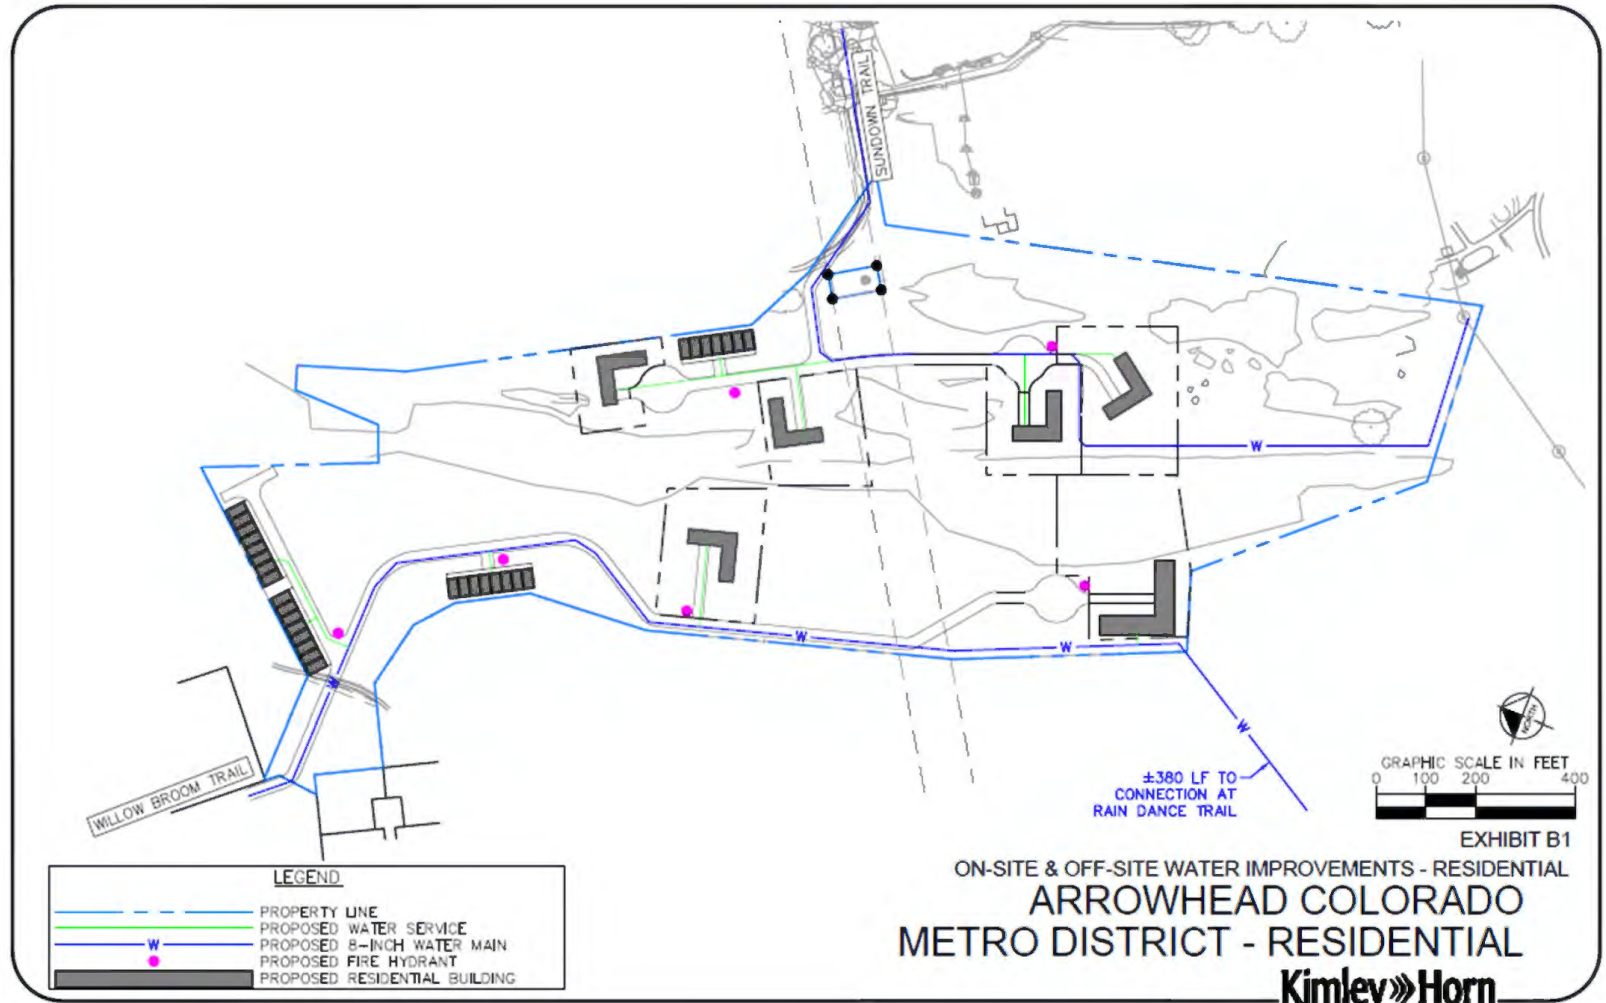 SUNDOWN TRAIL
W
W
W
W
W
WILLOW BROOM TRAIL
±380 LF TO
CONNECTION AT
RAIN DANCE TRAIL
NORTH
GRAPHIC SCALE IN FEET
0 100 200 400
EXHIBIT B1
ON-SITE & OFF-SITE WATER IMPROVEMENTS - RESIDENTIAL
ARROWHEAD COLORADO
METRO DISTRICT - RESIDENTIAL
Kimley»Horn
LEGEND
PROPERTY LINE
PROPOSED WATER SERVICE
W PROPOSED 8-INCH WATER MAIN
PROPOSED FIRE HYDRANT
PROPOSED RESIDENTIAL BUILDING